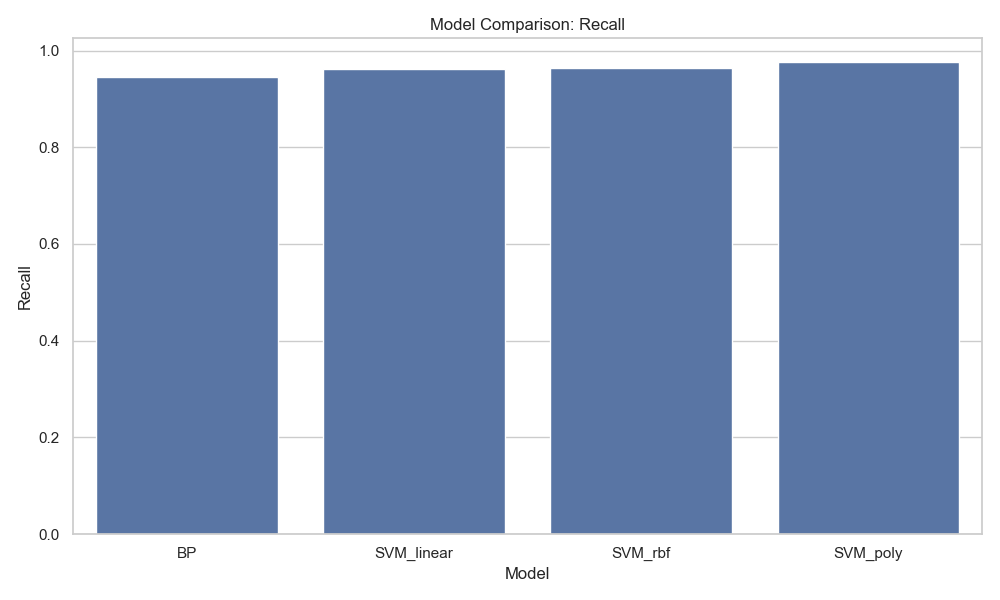 Model Comparison: Recall
1.0
0.8
0.6
0.4
0.2
0.0
Recall
BP
SVM_linear
SVM_rbf
SVM_poly
Model